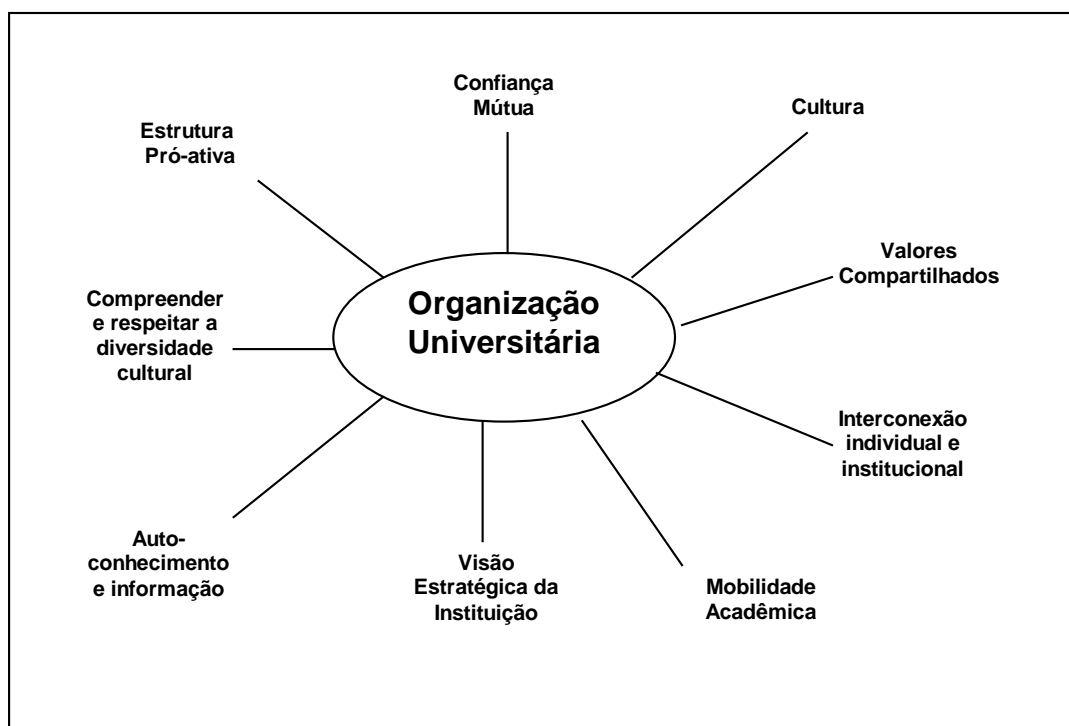 Confiança
Mútua
Cultura
Estrutura
Pró-ativa
Valores
Compartilhados
Organização
Universitária
Compreender
e respeitar a
diversidade
cultural
Interconexão
individual e
institucional
Auto-
conhecimento
e informação
Visão
Estratégica da
Instituição
Mobilidade
Acadêmica